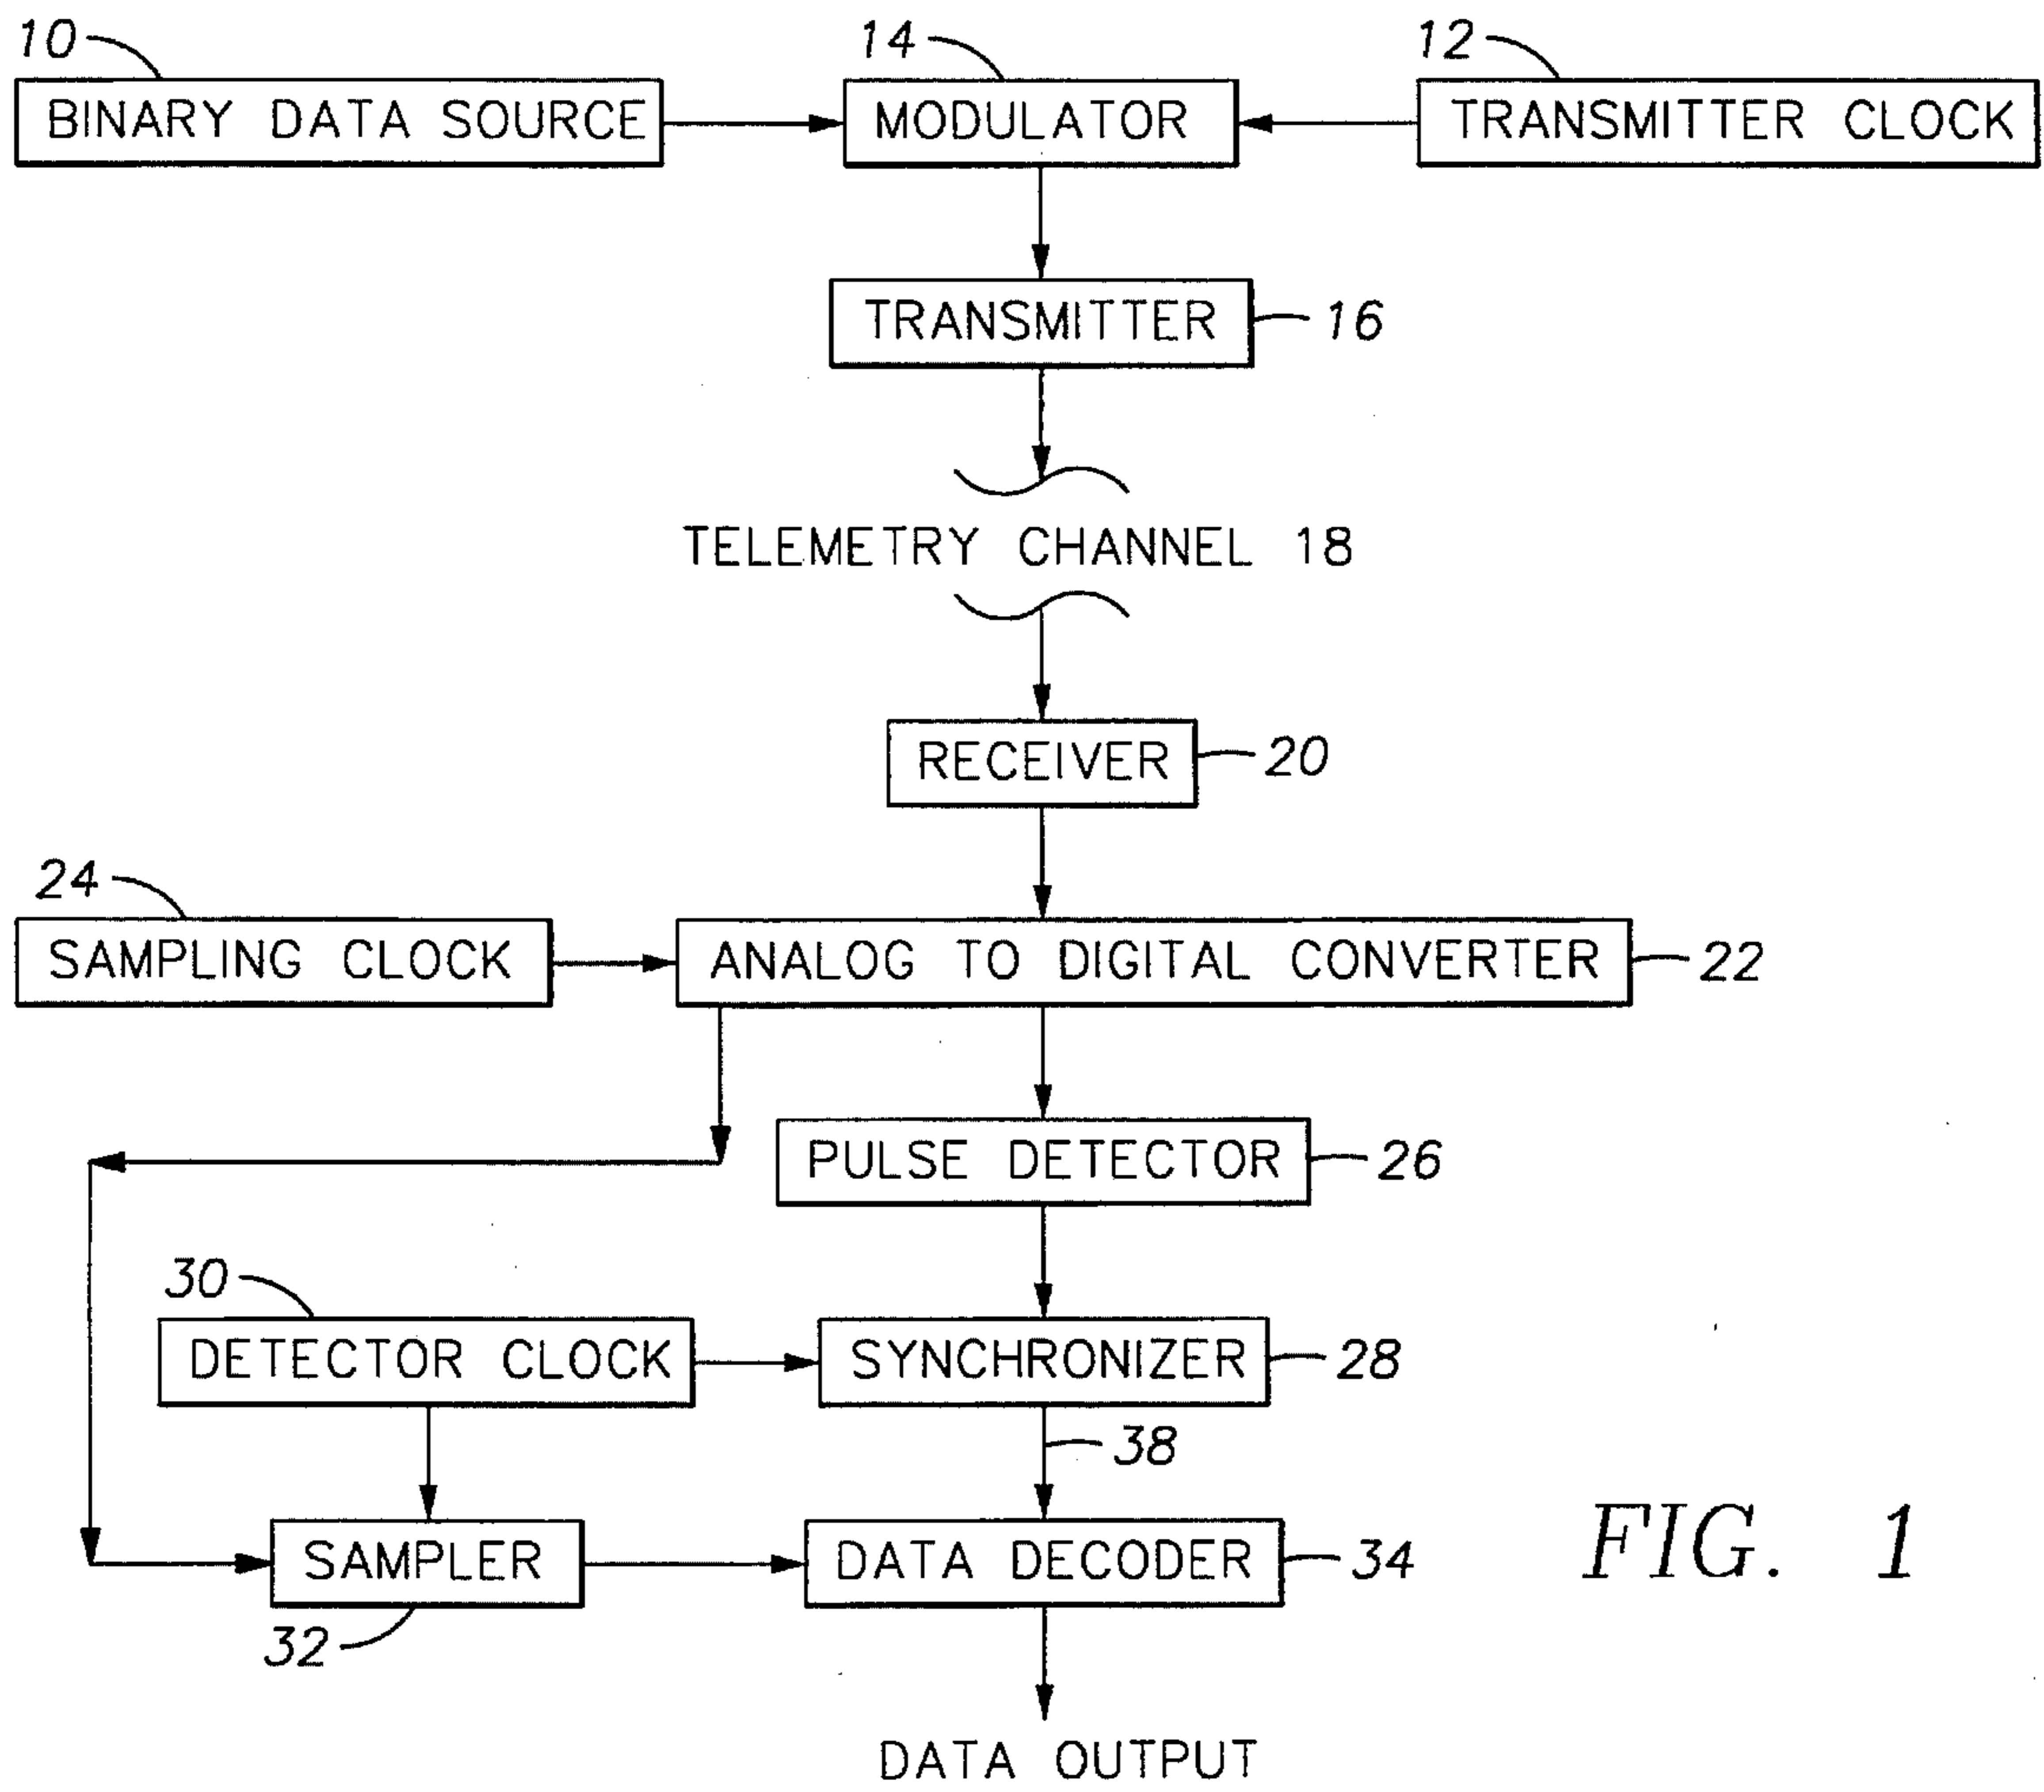 10
14
12
BINARY DATA SOURCE
MODULATOR
TRANSMITTER CLOCK
TRANSMITTER
16
TELEMETRY CHANNEL 18
RECEIVER
20
24
SAMPLING CLOCK
ANALOG TO DIGITAL CONVERTER
22
PULSE DETECTOR
26
30
DETECTOR CLOCK
SYNCHRONIZER
28
38
SAMPLER
DATA DECODER
34
32
DATA OUTPUT
FIG. 1